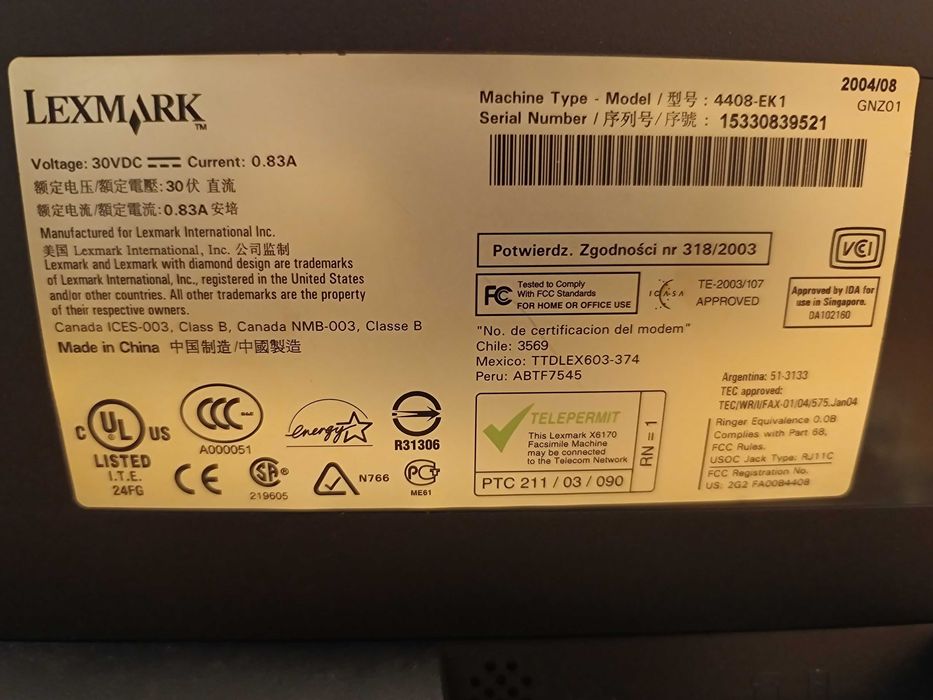 LEXMARK™
Voltage: 30VDC Current: 0.83A
额定电压/額定電壓: 30伏 直流
额定电流/額定電流: 0.83A 安培
Manufactured for Lexmark International Inc.
美国 Lexmark International, Inc. 公司监制
Lexmark and Lexmark with diamond design are trademarks
of Lexmark International, Inc., registered in the United States
and/or other countries. All other trademarks are the property
of their respective owners.
Canada ICES-003, Class B, Canada NMB-003, Classe B
Made in China 中国制造/中國製造
C UL US
LISTED
I.T.E.
24FG
CCC
A000051
energy
R31306
CE
SA®
219605
N766
PCT
ME61
2004/08
GNZ01
Machine Type - Model / 型号 : 4408-EK1
Serial Number / 序列号/序號 : 15330839521
Potwierdz. Zgodności nr 318/2003
VCI
FC Tested to Comply
With FCC Standards
FOR HOME OR OFFICE USE
ICASA
TE-2003/107
APPROVED
Approved by IDA for
use in Singapore.
DA102160
"No. de certificacion del modem"
Chile: 3569
Mexico: TTDLEX603-374
Peru: ABTF7545
TELEPERMIT
This Lexmark X6170
Facsimile Machine
may be connected
to the Telecom Network
PTC 211 / 03 / 090
RN = 1
Argentina: 51-3133
TEC approved:
TEC/WR/I/FAX-01/04/575.Jan04
Ringer Equivalence 0.0B
Complies with Part 68,
FCC Rules.
USOC Jack Type: RJ11C
FCC Registration No.
US: 2G2 FA00B4408